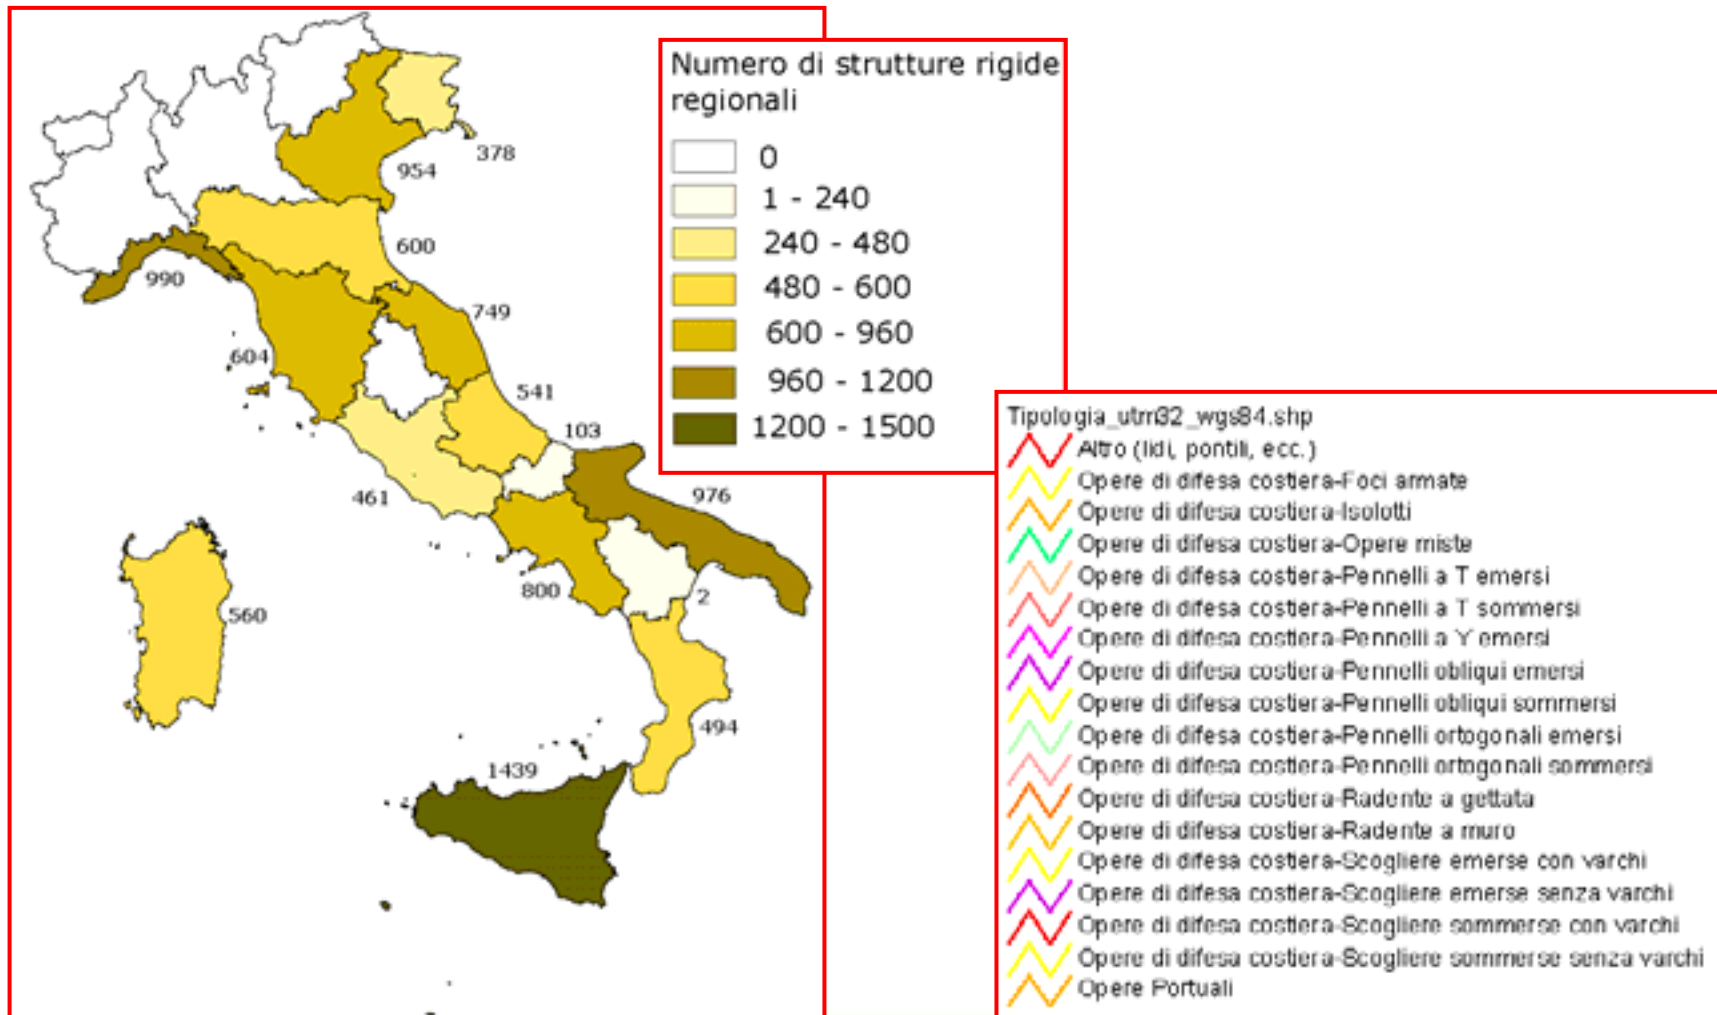 378
954
600
990
749
604
541
103
461
976
800
2
560
494
1439
Numero di strutture rigide
regionali
0
1 - 240
240 - 480
480 - 600
600 - 960
960 - 1200
1200 - 1500
Tipologia_utm32_wgs84.shp
Altro (lidi, pontili, ecc.)
Opere di difesa costiera-Foci armate
Opere di difesa costiera-Isolotti
Opere di difesa costiera-Opere miste
Opere di difesa costiera-Pennelli a T emersi
Opere di difesa costiera-Pennelli a T sommersi
Opere di difesa costiera-Pennelli a Y emersi
Opere di difesa costiera-Pennelli obliqui emersi
Opere di difesa costiera-Pennelli obliqui sommersi
Opere di difesa costiera-Pennelli ortogonali emersi
Opere di difesa costiera-Pennelli ortogonali sommersi
Opere di difesa costiera-Radente a gettata
Opere di difesa costiera-Radente a muro
Opere di difesa costiera-Scogliere emerse con varchi
Opere di difesa costiera-Scogliere emerse senza varchi
Opere di difesa costiera-Scogliere sommerse con varchi
Opere di difesa costiera-Scogliere sommerse senza varchi
Opere Portuali